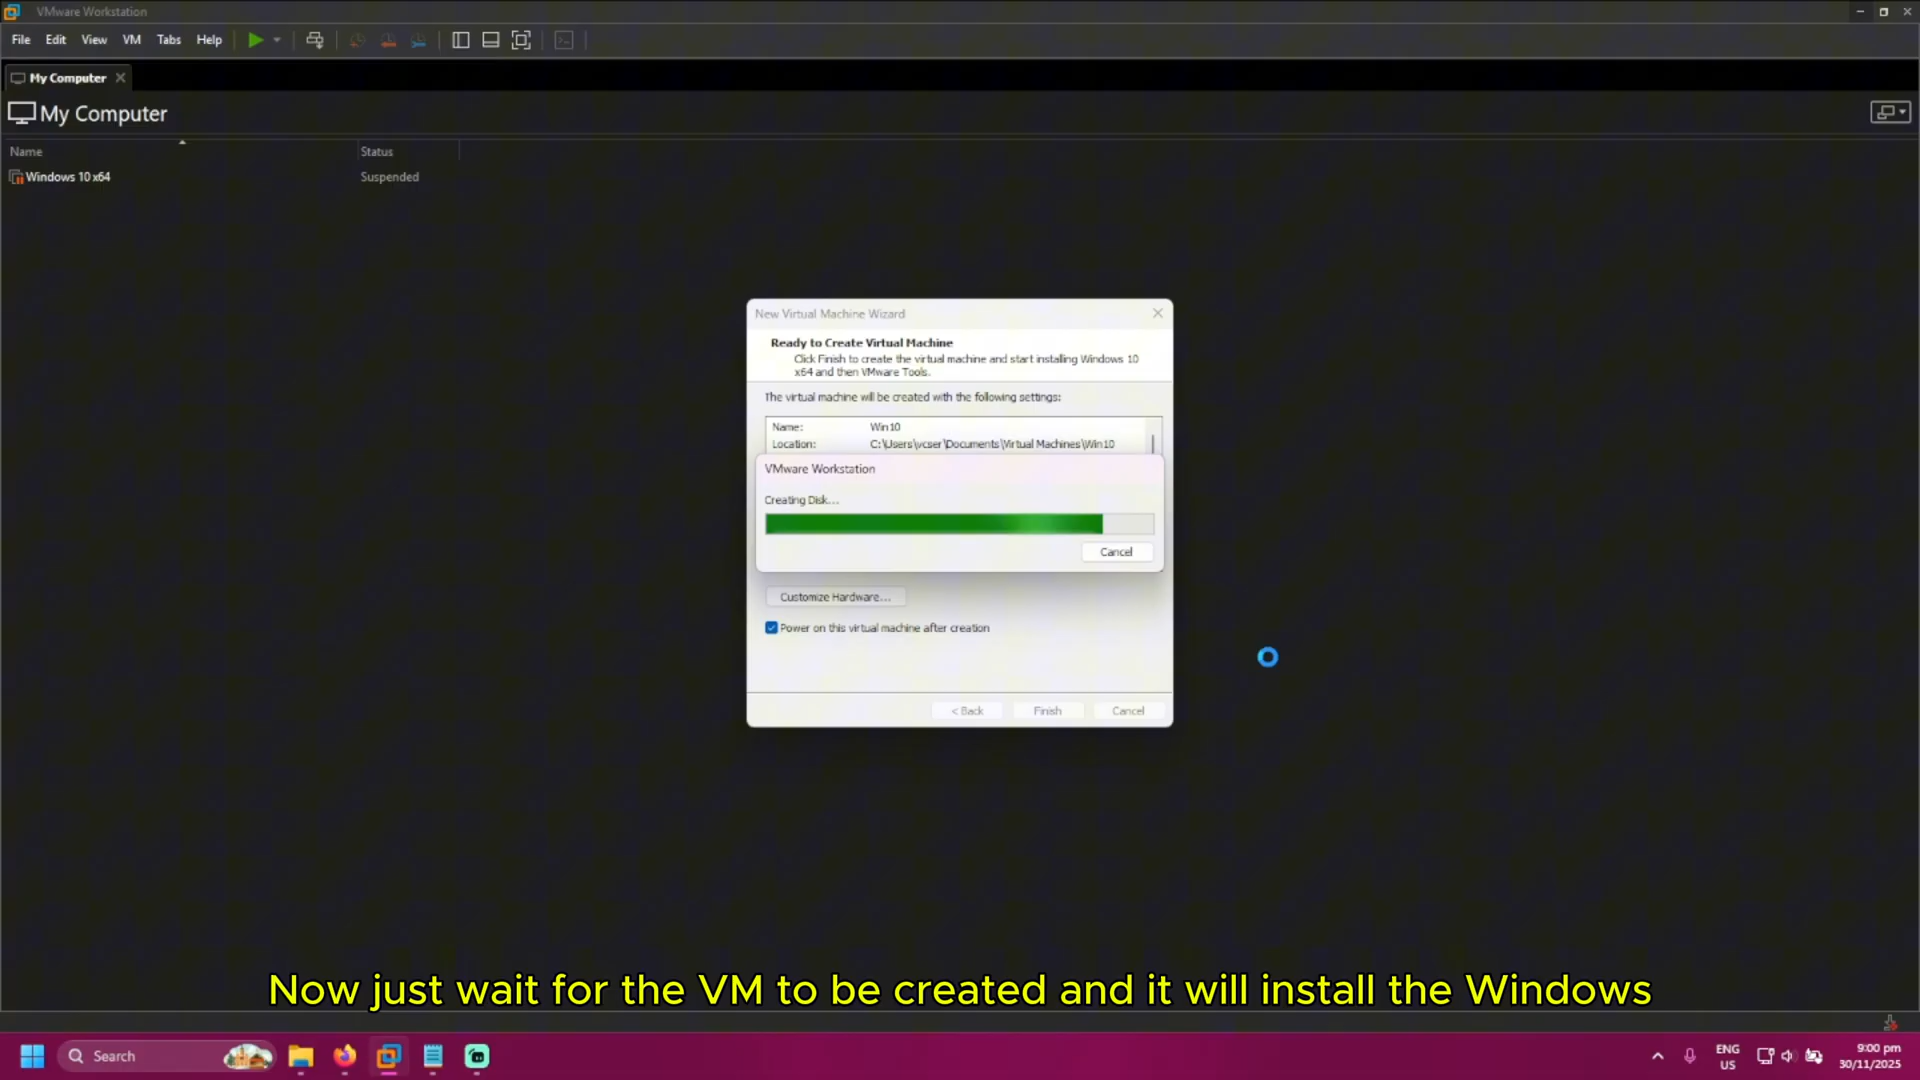 VMware Workstation
File Edit View VM Tabs Help
My Computer
My Computer
Name Status
Windows 10 x64 Suspended
New Virtual Machine Wizard
Ready to Create Virtual Machine
Click Finish to create the virtual machine and start installing Windows 10
x64 and then VMware Tools.
The virtual machine will be created with the following settings:
Name: Win10
Location: C:\Users\vcser\Documents\Virtual Machines\Win10
VMware Workstation
Creating Disk...
Cancel
Customize Hardware...
Power on this virtual machine after creation
< Back Finish Cancel
Now just wait for the VM to be created and it will install the Windows
Search
ENG
US
9:00 pm
30/11/2025